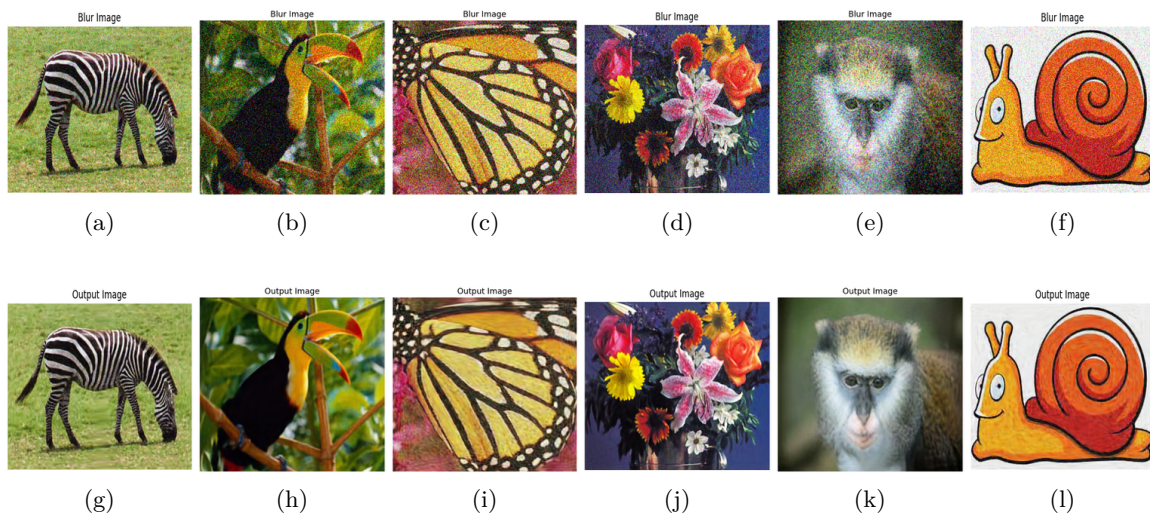 Blur Image Blur Image Blur Image Blur Image Blur Image Blur Image
(a) (b) (c) (d) (e) (f)
Output Image Output Image Output Image Output Image Output Image Output Image
(g) (h) (i) (j) (k) (l)